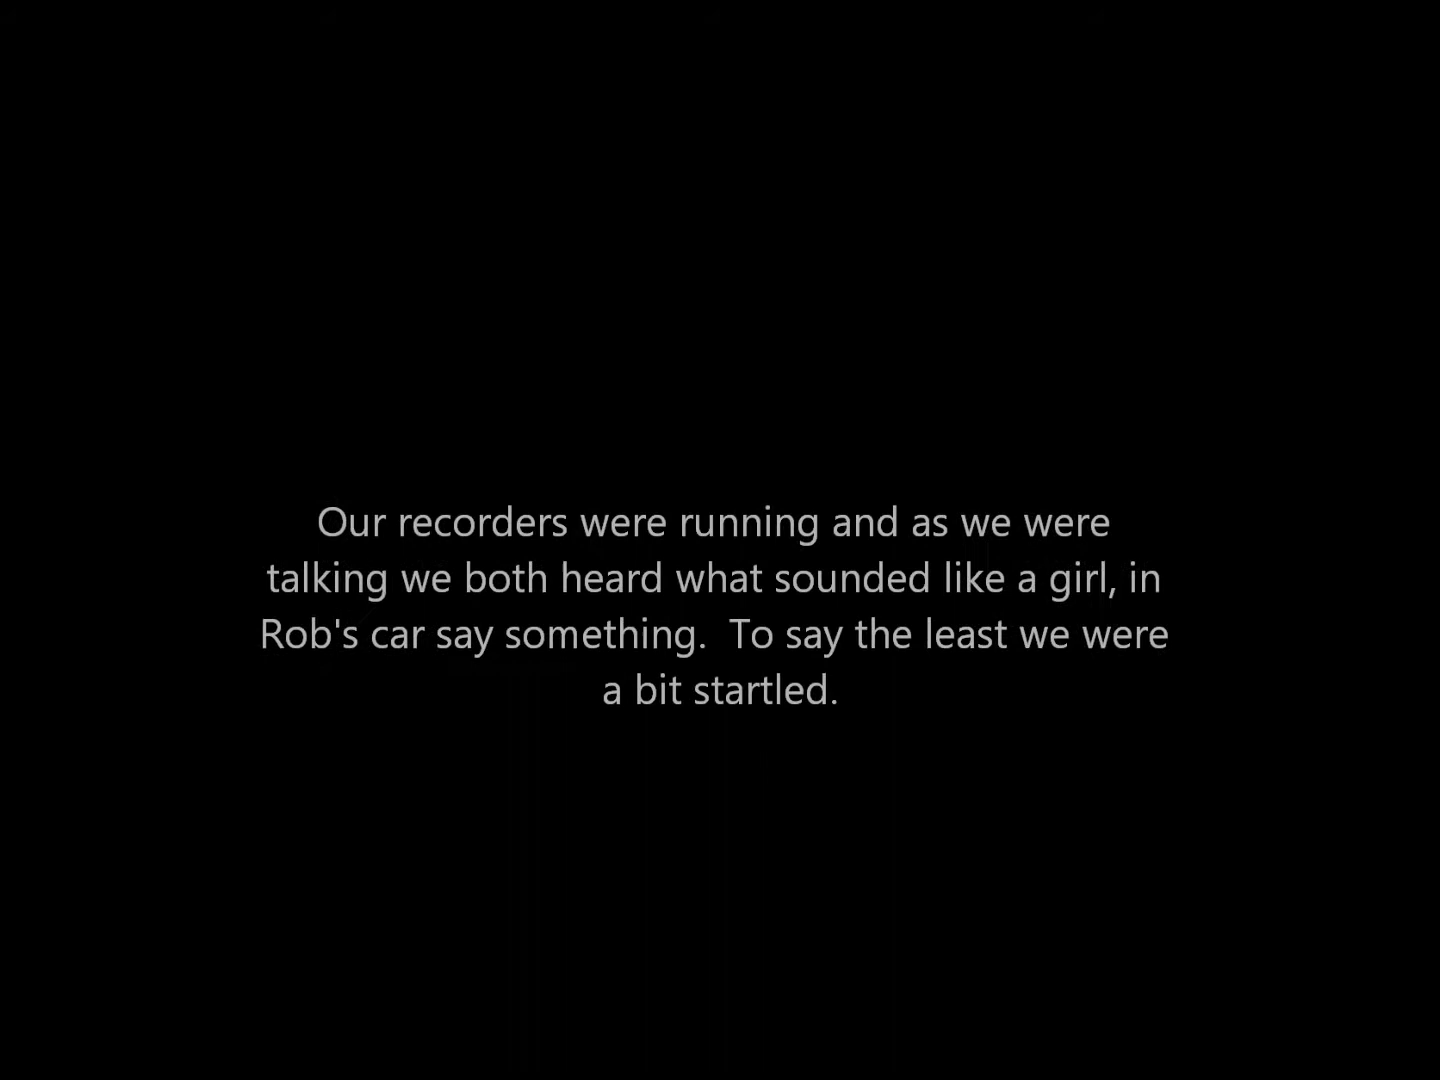 Our recorders were running and as we were
talking we both heard what sounded like a girl, in
Rob's car say something.  To say the least we were
a bit startled.